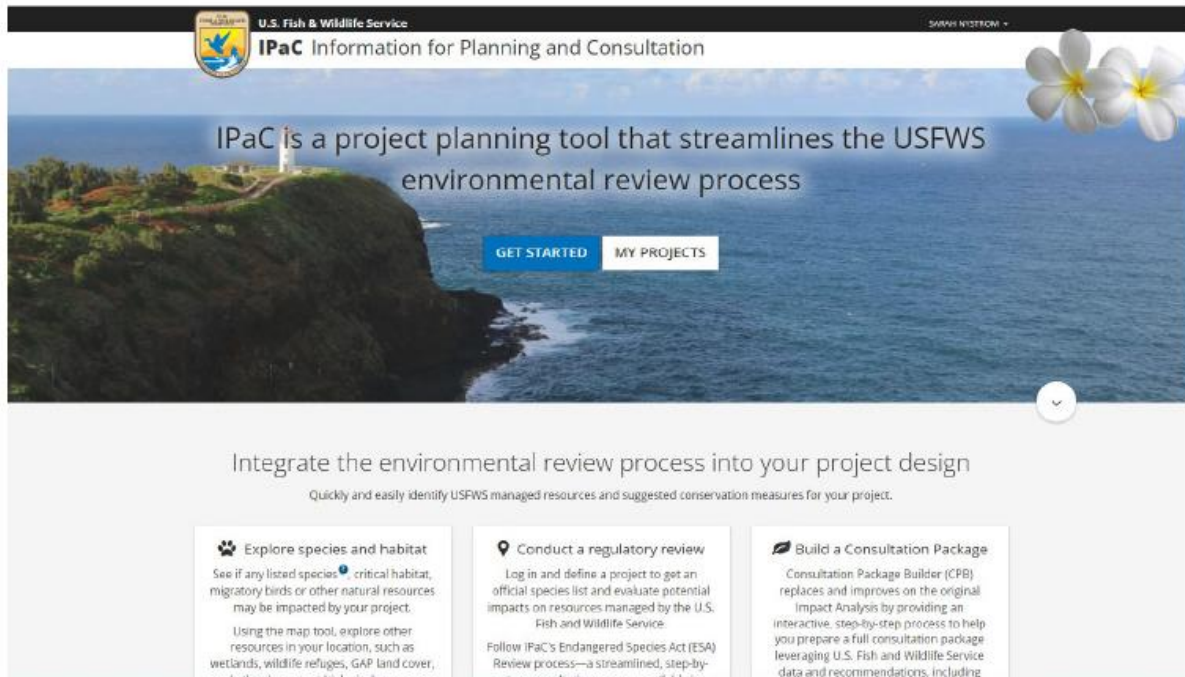 U.S. Fish & Wildlife Service
SARAH NYSTROM
IPaC Information for Planning and Consultation
IPaC is a project planning tool that streamlines the USFWS
environmental review process
GET STARTED
MY PROJECTS
Integrate the environmental review process into your project design
Quickly and easily identify USFWS managed resources and suggested conservation measures for your project.
Explore species and habitat
See if any listed species, critical habitat,
migratory birds or other natural resources
may be impacted by your project.
Using the map tool, explore other
resources in your location, such as
wetlands, wildlife refuges, GAP land cover,
Conduct a regulatory review
Log in and define a project to get an
official species list and evaluate potential
impacts on resources managed by the U.S.
Fish and Wildlife Service.
Follow IPaC's Endangered Species Act (ESA)
Review process—a streamlined, step-by-
Build a Consultation Package
Consultation Package Builder (CPB)
replaces and improves on the original
Impact Analysis by providing an
interactive, step-by-step process to help
you prepare a full consultation package
leveraging U.S. Fish and Wildlife Service
data and recommendations, including